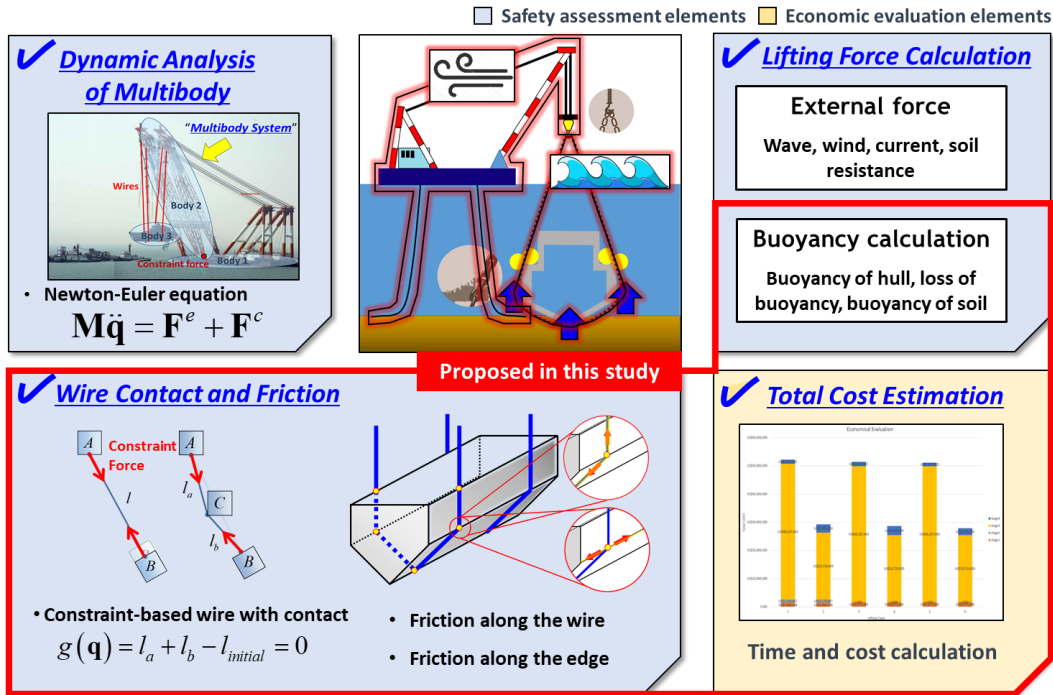 Safety assessment elements
Economic evaluation elements
Dynamic Analysis
of Multibody
"Multibody System"
Wires
Body 2
Body 3
Constraint force
Body 1
• Newton-Euler equation
Mq̈ = Fᵉ + Fᶜ
Lifting Force Calculation
External force
Wave, wind, current, soil
resistance
Buoyancy calculation
Buoyancy of hull, loss of
buoyancy, buoyancy of soil
Proposed in this study
Wire Contact and Friction
A
Constraint
Force
A
l
lₐ
C
l_b
B
B
• Constraint-based wire with contact
g(q) = lₐ + l_b − l_initial = 0
• Friction along the wire
• Friction along the edge
Total Cost Estimation
Economical Evaluation
Time and cost calculation